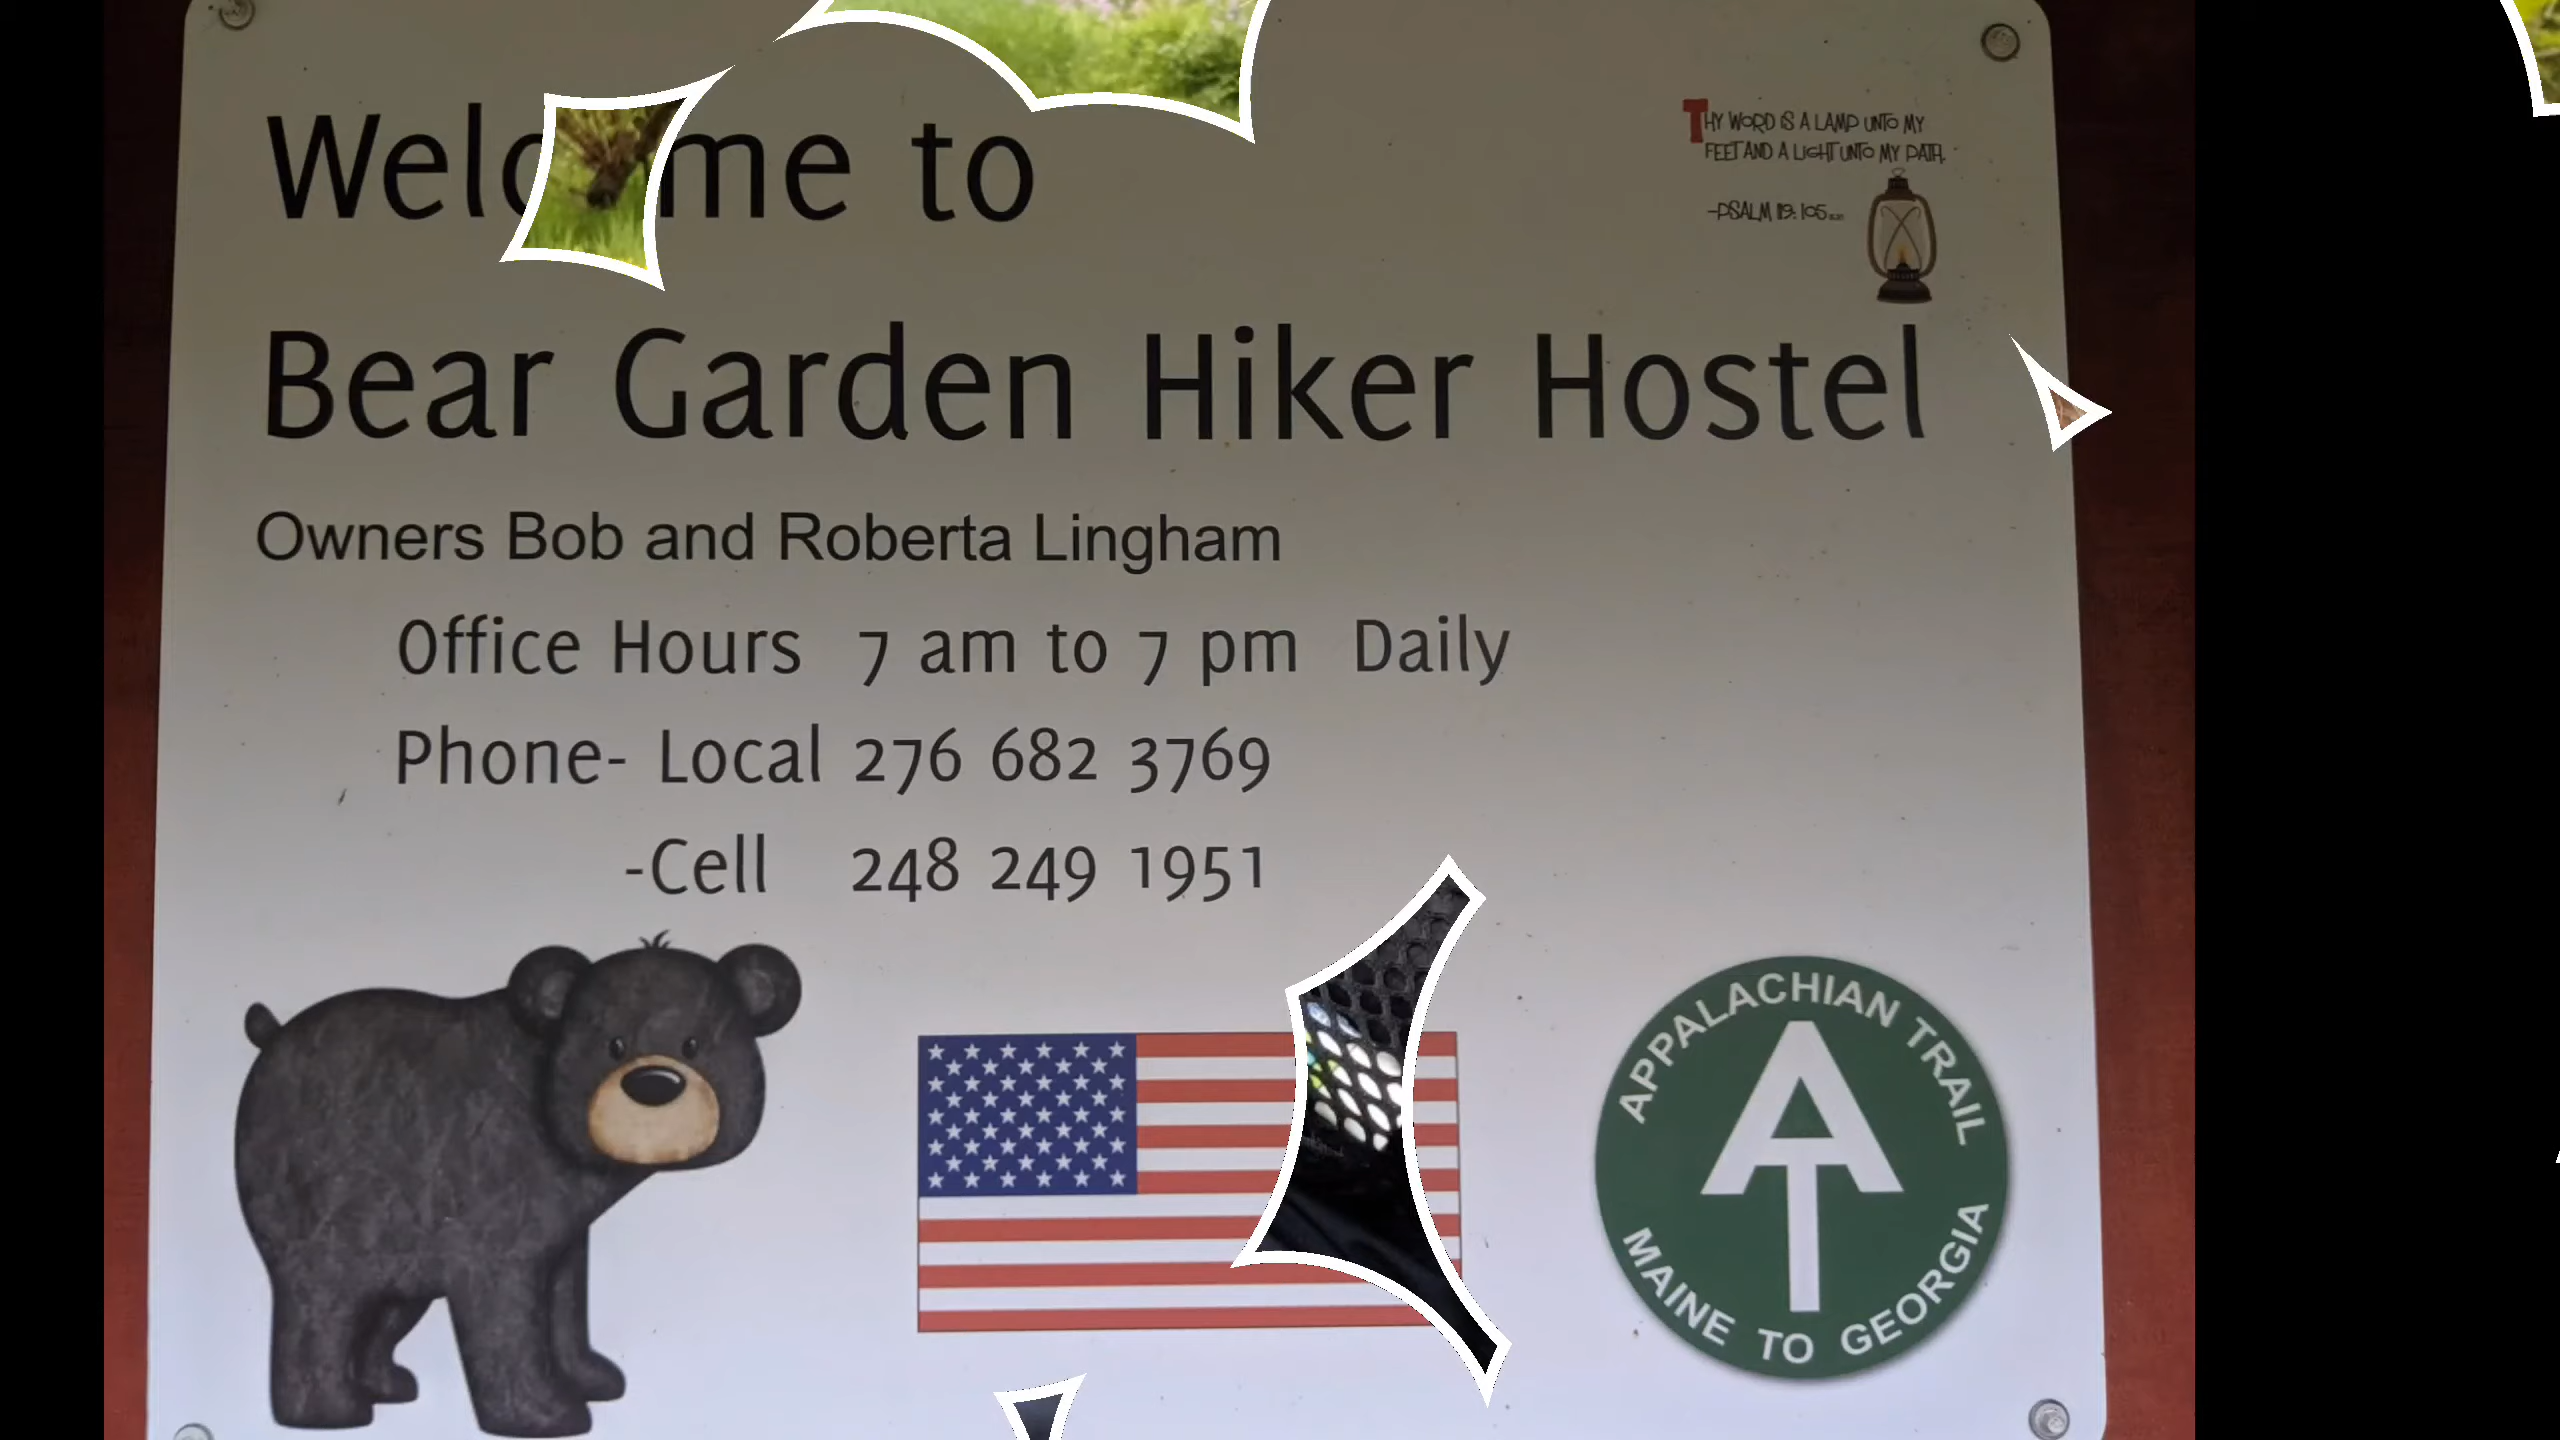 Welcome to
THY WORD IS A LAMP UNTO MY
FEET AND A LIGHT UNTO MY PATH.
-PSALM 119:105
Bear Garden Hiker Hostel
Owners Bob and Roberta Lingham
Office Hours 7 am to 7 pm Daily
Phone- Local 276 682 3769
-Cell 248 249 1951
APPALACHIAN TRAIL
AT
MAINE TO GEORGIA